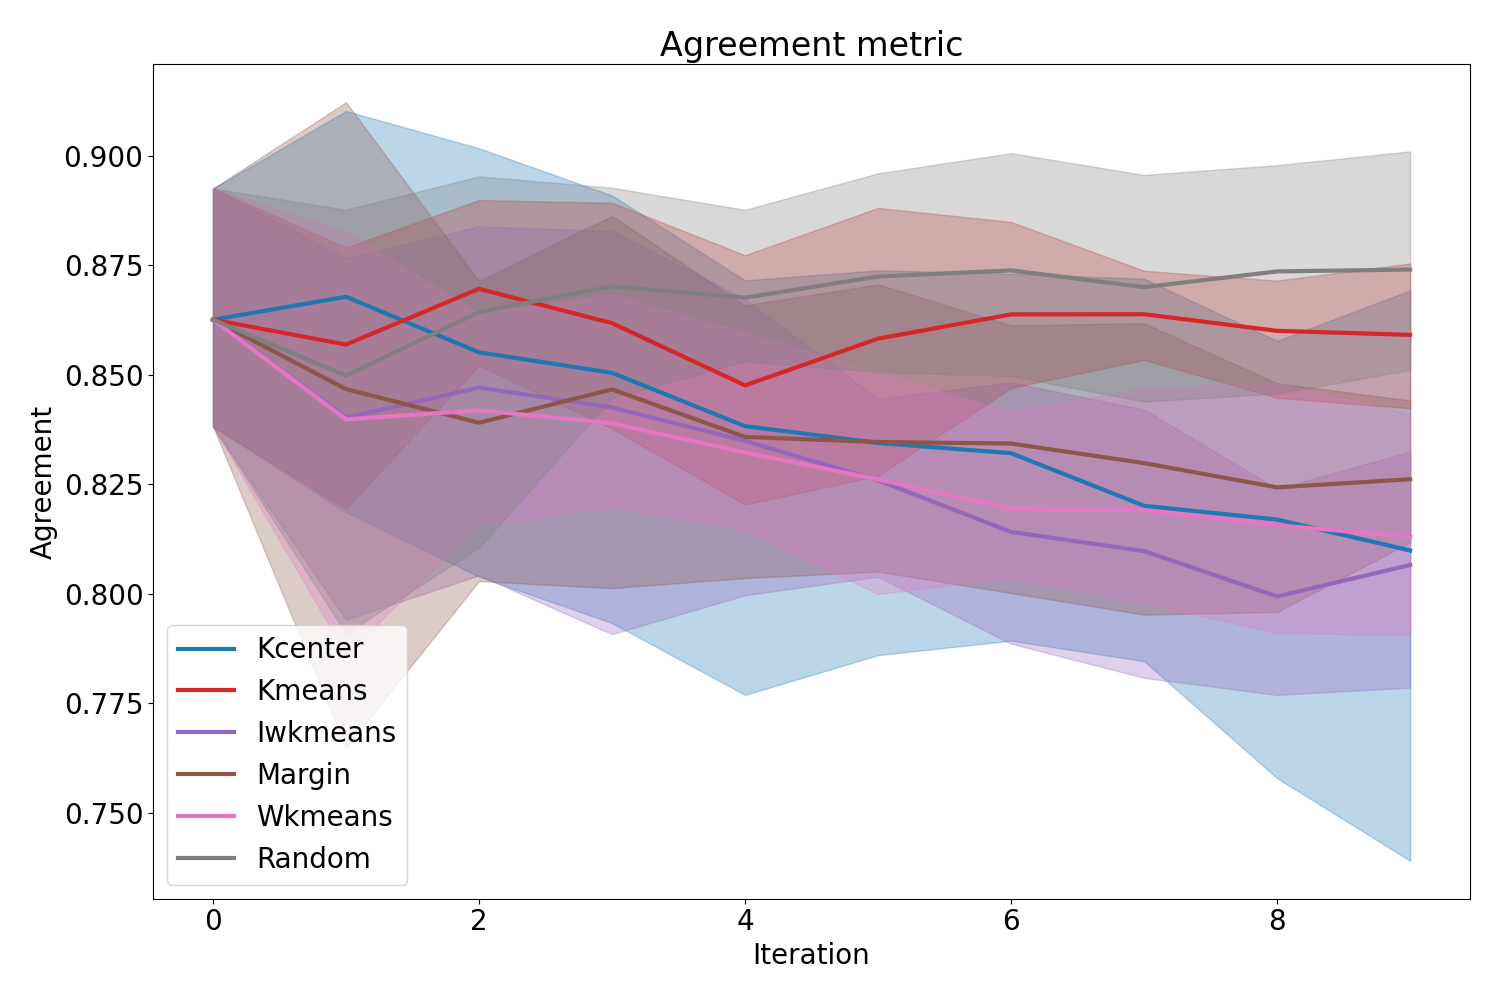 Agreement metric
Agreement
0.900
0.875
0.850
0.825
0.800
0.775
0.750
Kcenter
Kmeans
Iwkmeans
Margin
Wkmeans
Random
0 2 4 6 8
Iteration